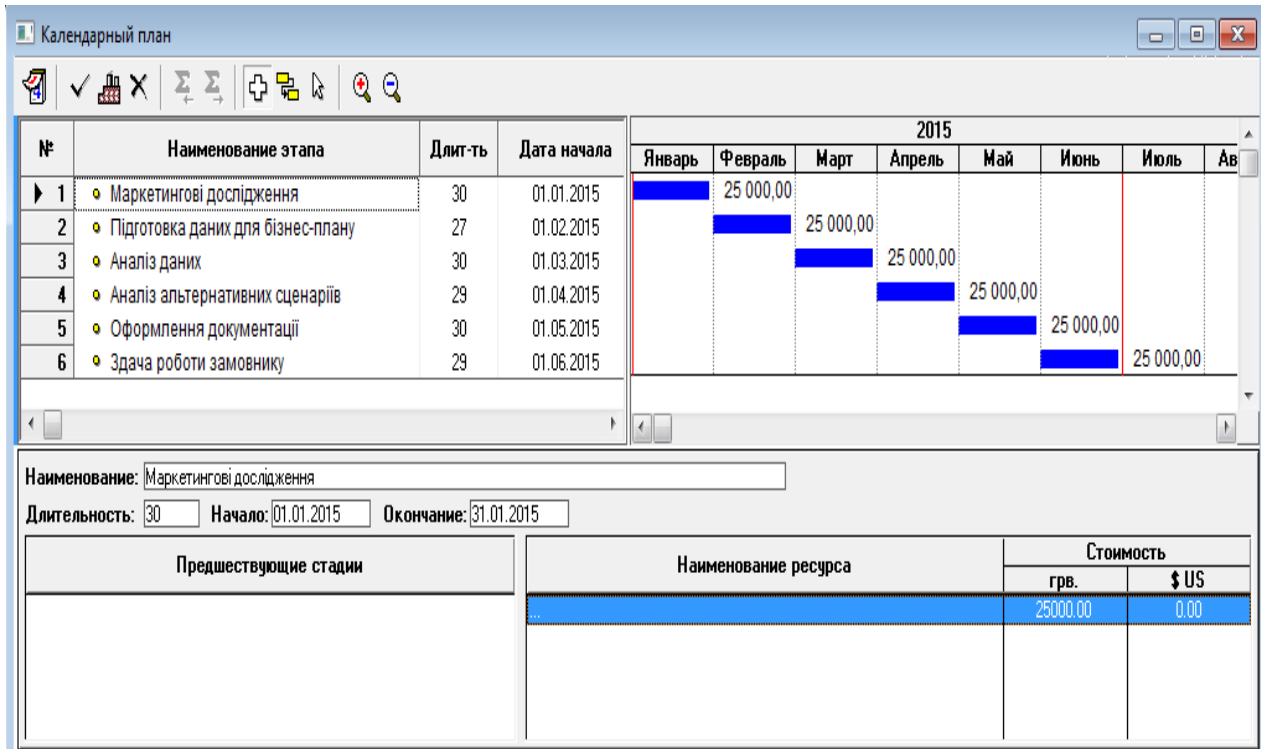 Календарный план
№ Наименование этапа Длит-ть Дата начала
2015
Январь Февраль Март Апрель Май Июнь Июль Ав
1 Маркетингові дослідження 30 01.01.2015 25 000,00
2 Підготовка даних для бізнес-плану 27 01.02.2015 25 000,00
3 Аналіз даних 30 01.03.2015 25 000,00
4 Аналіз альтернативних сценаріїв 29 01.04.2015 25 000,00
5 Оформлення документації 30 01.05.2015 25 000,00
6 Здача роботи замовнику 29 01.06.2015 25 000,00
Наименование: Маркетингові дослідження
Длительность: 30 Начало: 01.01.2015 Окончание: 31.01.2015
Предшествующие стадии Наименование ресурса Стоимость
грв. $ US
... 25000.00 0.00